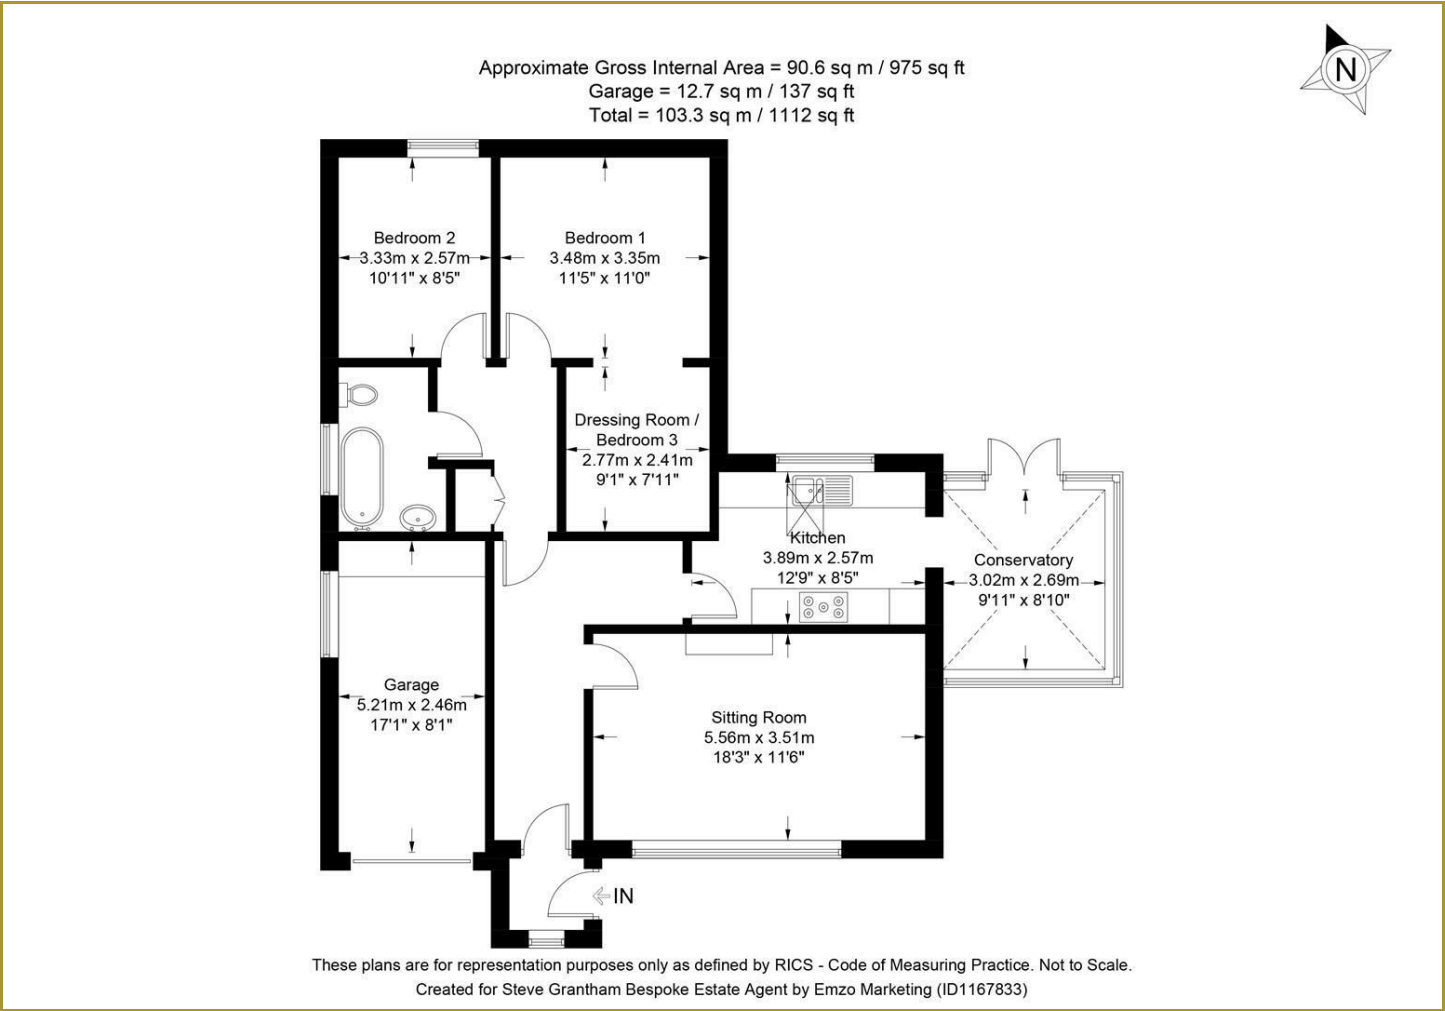 N
Approximate Gross Internal Area = 90.6 sq m / 975 sq ft
Garage = 12.7 sq m / 137 sq ft
Total = 103.3 sq m / 1112 sq ft
Bedroom 2
3.33m x 2.57m
10'11" x 8'5"
Bedroom 1
3.48m x 3.35m
11'5" x 11'0"
Dressing Room /
Bedroom 3
2.77m x 2.41m
9'1" x 7'11"
Kitchen
3.89m x 2.57m
12'9" x 8'5"
Conservatory
3.02m x 2.69m
9'11" x 8'10"
Garage
5.21m x 2.46m
17'1" x 8'1"
Sitting Room
5.56m x 3.51m
18'3" x 11'6"
IN
These plans are for representation purposes only as defined by RICS - Code of Measuring Practice. Not to Scale.
Created for Steve Grantham Bespoke Estate Agent by Emzo Marketing (ID1167833)